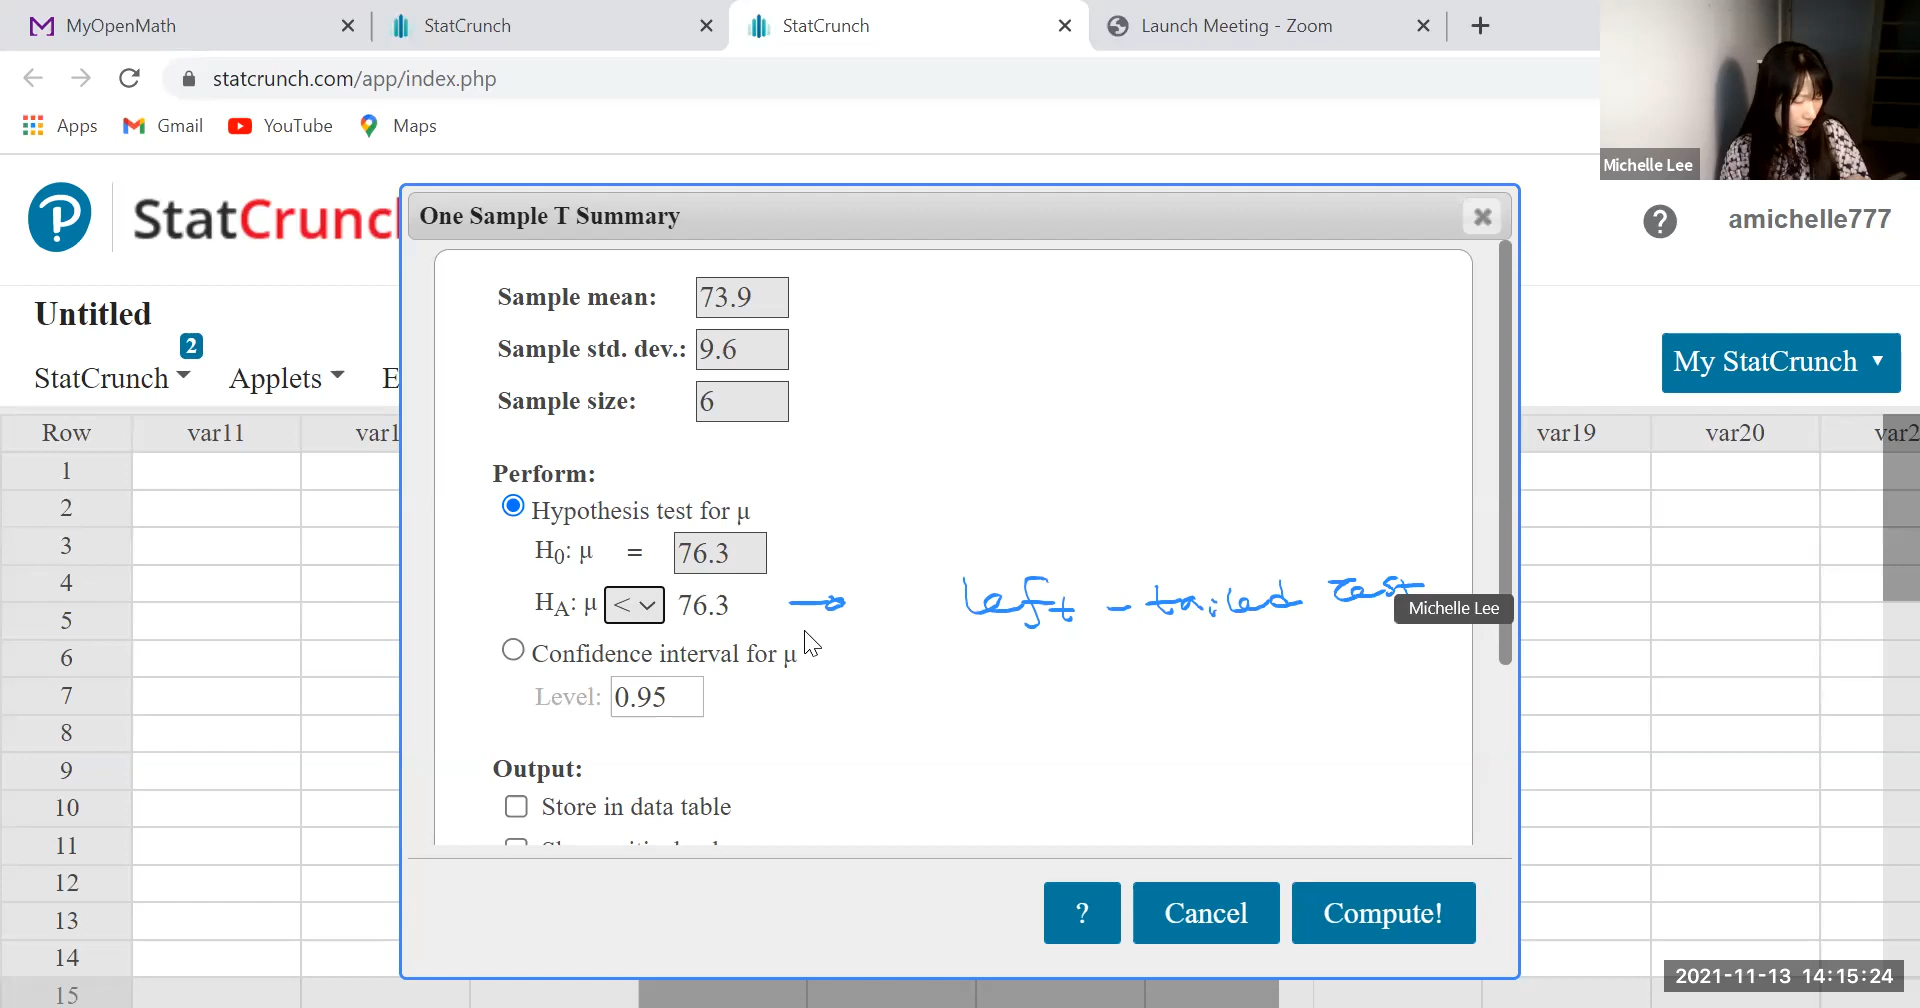 MyOpenMath
StatCrunch
StatCrunch
Launch Meeting - Zoom
statcrunch.com/app/index.php
Apps
Gmail
YouTube
Maps
Michelle Lee
P
StatCrunc
One Sample T Summary
?
amichelle777
Untitled
2
StatCrunch
Applets
E
My StatCrunch
Sample mean: 73.9
Sample std. dev.: 9.6
Sample size: 6
Perform:
Hypothesis test for μ
H0: μ = 76.3
HA: μ < 76.3 → left - tailed test
Michelle Lee
Confidence interval for μ
Level: 0.95
Output:
Store in data table
? Cancel Compute!
Row var11 var1 var19 var20 var2
1
2
3
4
5
6
7
8
9
10
11
12
13
14
15
2021-11-13 14:15:24